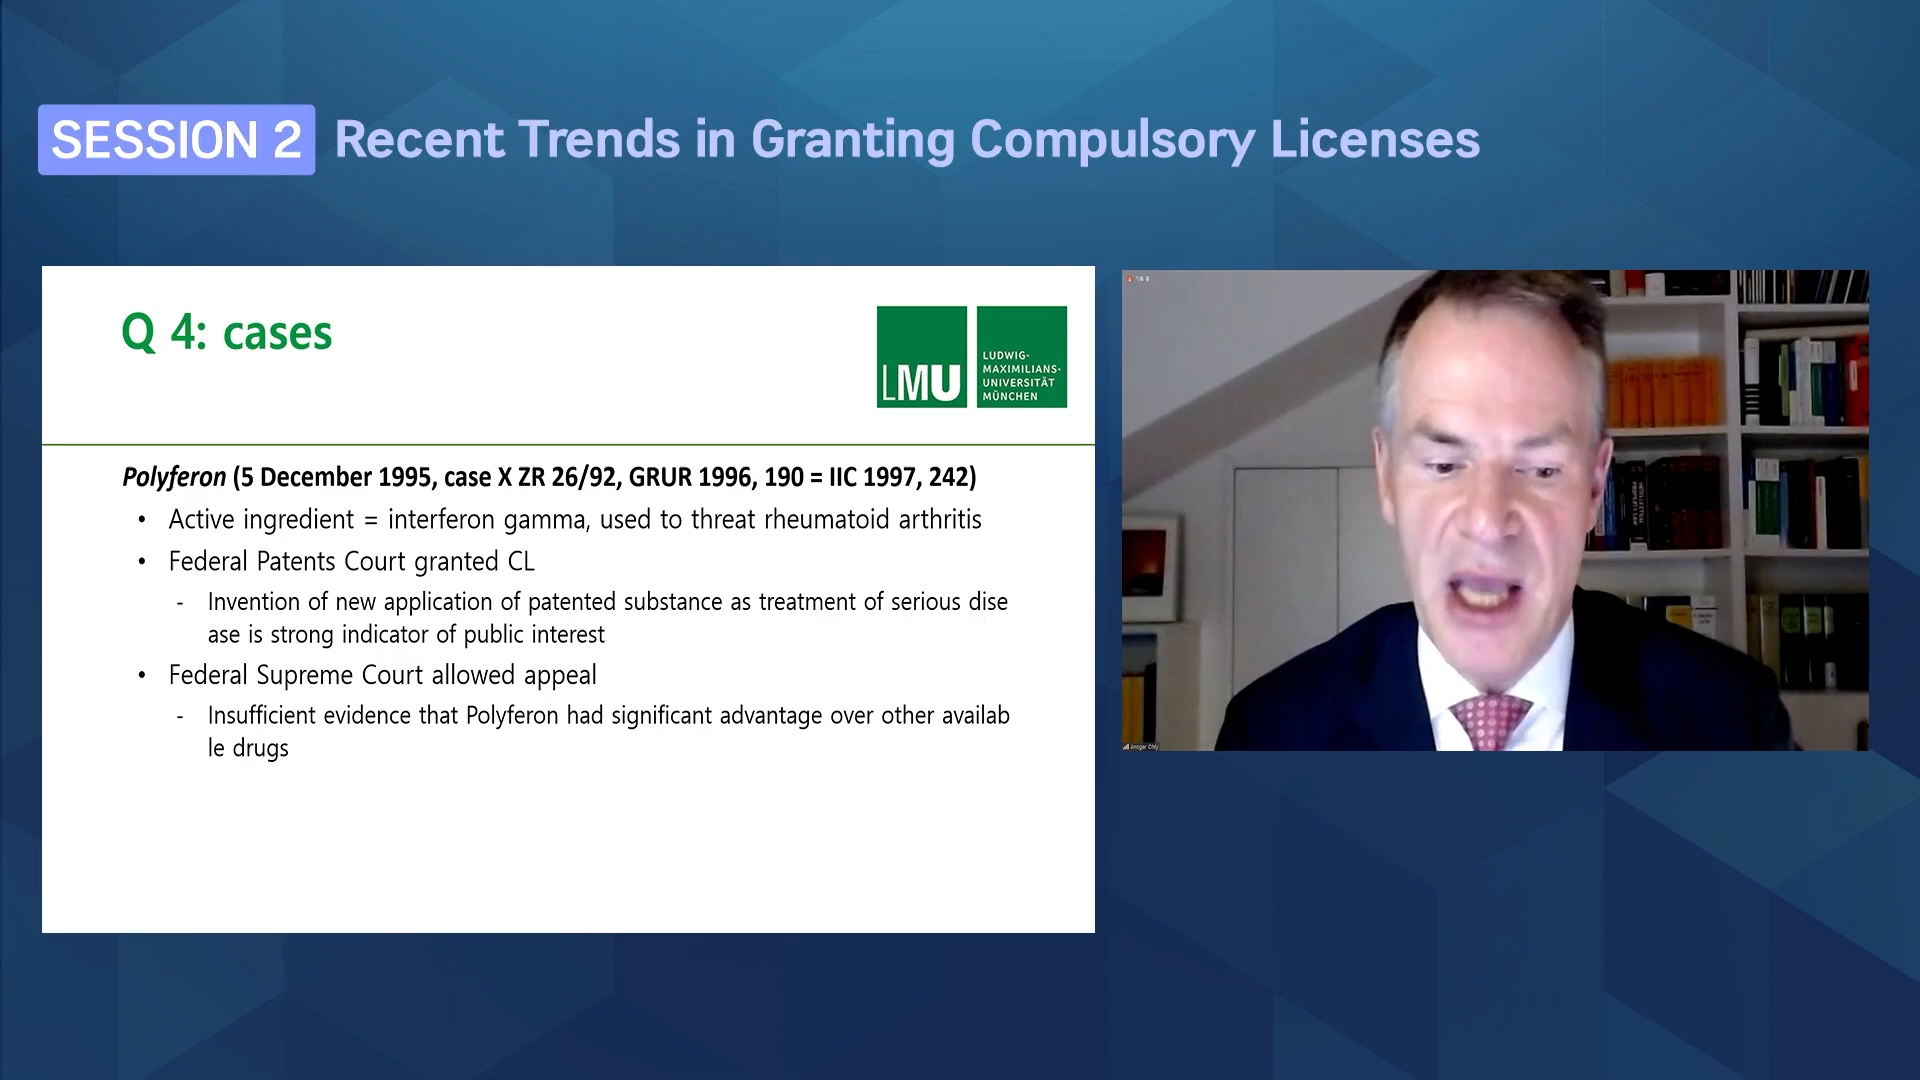 SESSION 2 Recent Trends in Granting Compulsory Licenses
Q 4: cases
LMU
LUDWIG-
MAXIMILIANS-
UNIVERSITÄT
MÜNCHEN
Polyferon (5 December 1995, case X ZR 26/92, GRUR 1996, 190 = IIC 1997, 242)
• Active ingredient = interferon gamma, used to threat rheumatoid arthritis
• Federal Patents Court granted CL
- Invention of new application of patented substance as treatment of serious dise
ase is strong indicator of public interest
• Federal Supreme Court allowed appeal
- Insufficient evidence that Polyferon had significant advantage over other availab
le drugs
Ansgar Ohly